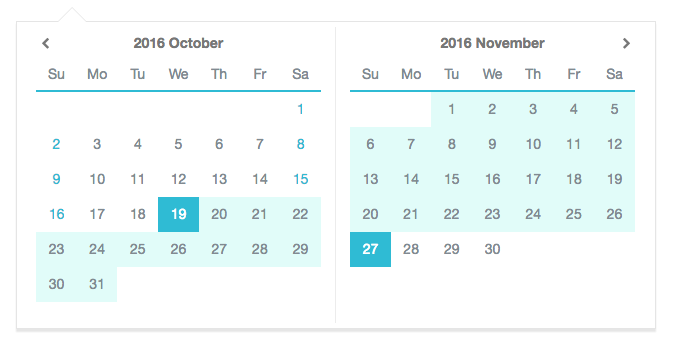 2016 October
Su Mo Tu We Th Fr Sa
1
2 3 4 5 6 7 8
9 10 11 12 13 14 15
16 17 18 19 20 21 22
23 24 25 26 27 28 29
30 31
2016 November
Su Mo Tu We Th Fr Sa
1 2 3 4 5
6 7 8 9 10 11 12
13 14 15 16 17 18 19
20 21 22 23 24 25 26
27 28 29 30